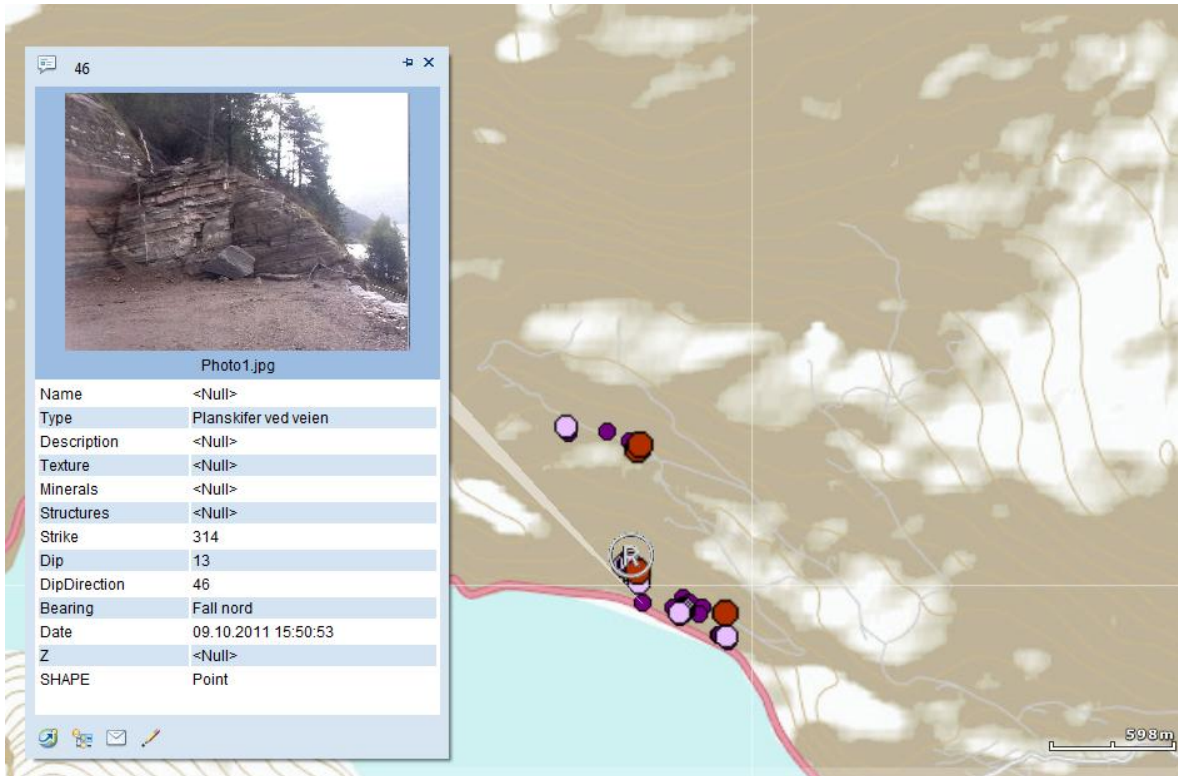 46
Photo1.jpg
Name <Null>
Type Planskifer ved veien
Description <Null>
Texture <Null>
Minerals <Null>
Structures <Null>
Strike 314
Dip 13
DipDirection 46
Bearing Fall nord
Date 09.10.2011 15:50:53
Z <Null>
SHAPE Point
R
598m